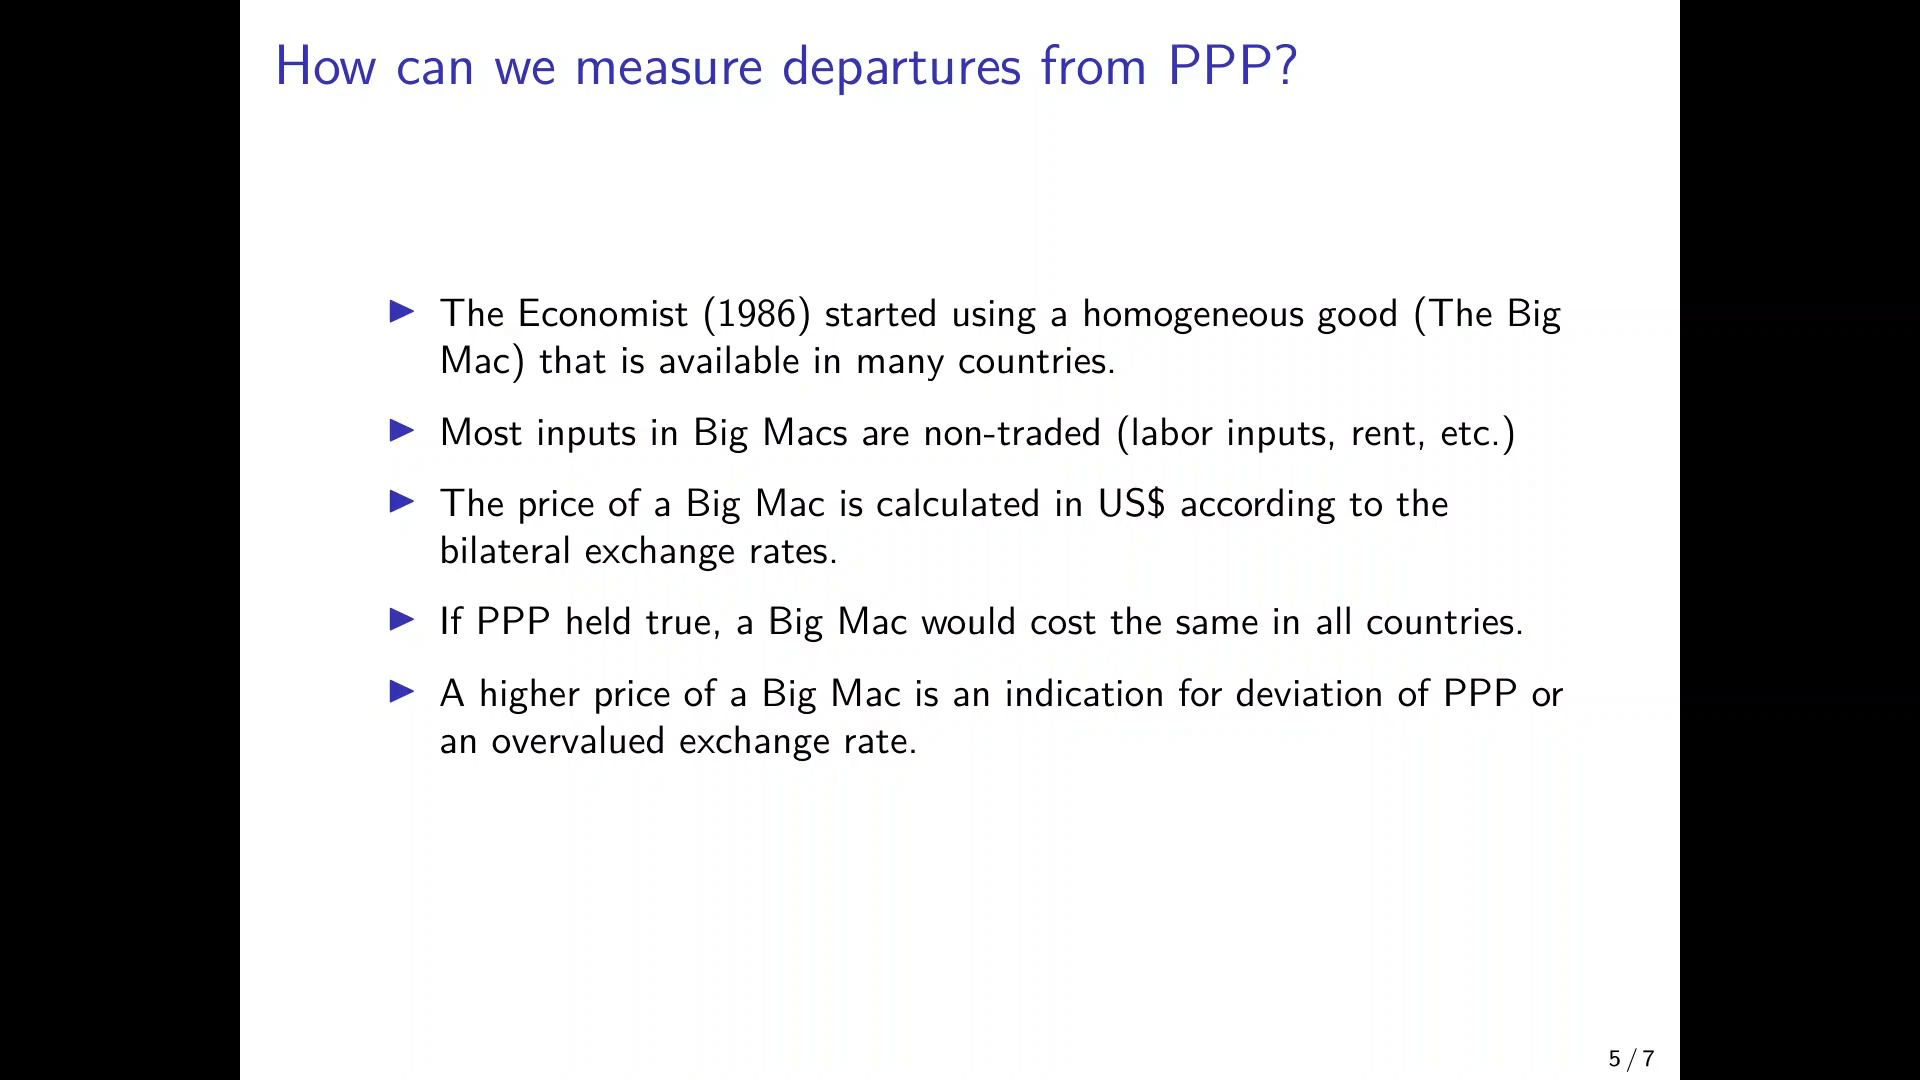 How can we measure departures from PPP?
▶ The Economist (1986) started using a homogeneous good (The Big
Mac) that is available in many countries.
▶ Most inputs in Big Macs are non-traded (labor inputs, rent, etc.)
▶ The price of a Big Mac is calculated in US$ according to the
bilateral exchange rates.
▶ If PPP held true, a Big Mac would cost the same in all countries.
▶ A higher price of a Big Mac is an indication for deviation of PPP or
an overvalued exchange rate.
5 / 7